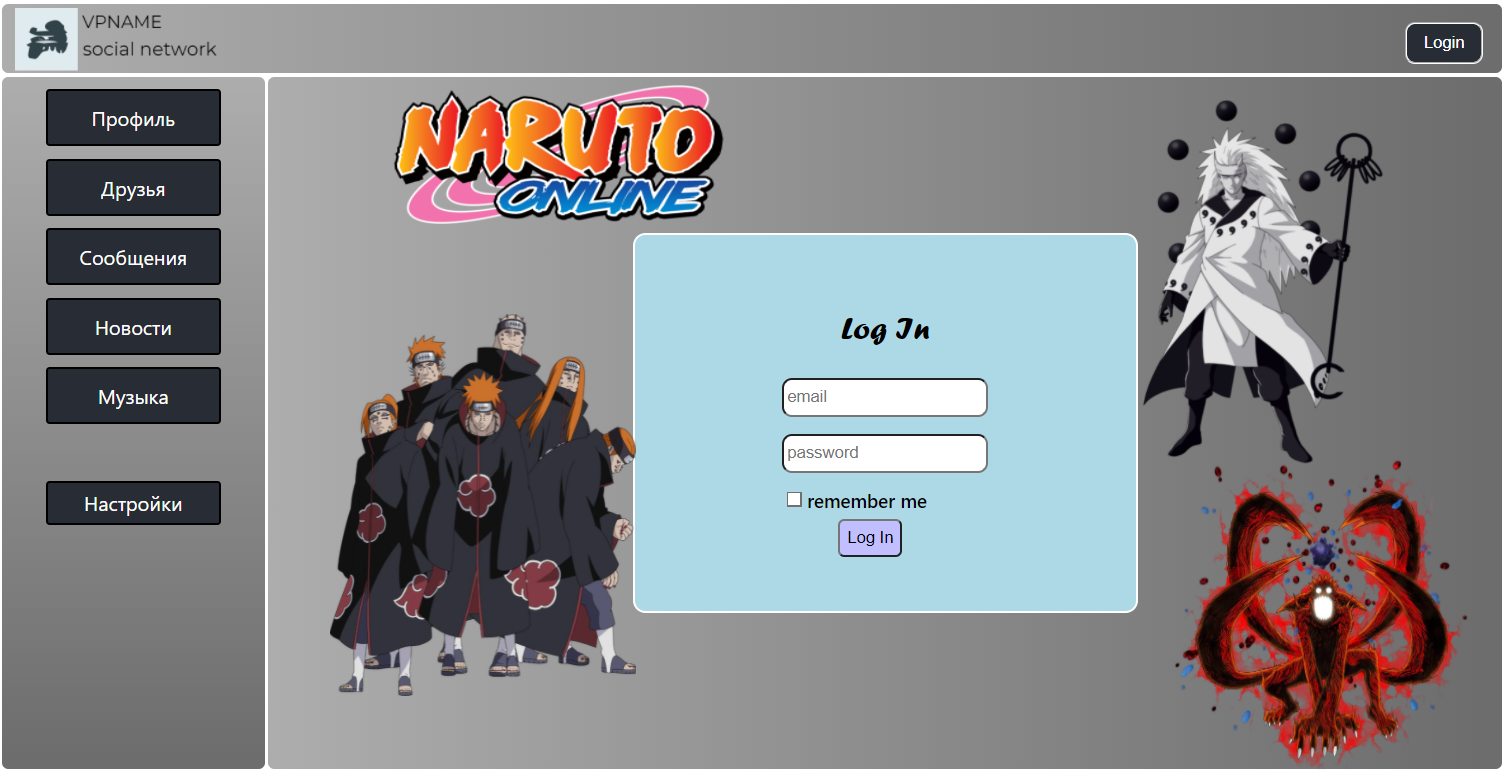 VPNAME
social network
Login
Профиль
Друзья
Сообщения
Новости
Музыка
Настройки
NARUTO
ONLINE
Log In
email
password
remember me
Log In